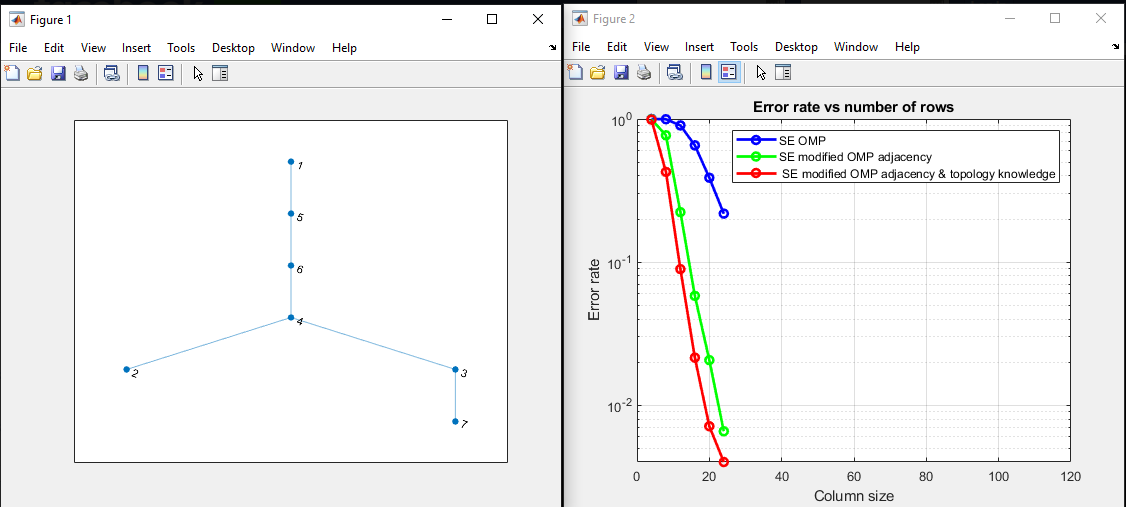 Figure 1
File Edit View Insert Tools Desktop Window Help
1
5
6
4
2
3
7
Figure 2
File Edit View Insert Tools Desktop Window Help
Error rate vs number of rows
SE OMP
SE modified OMP adjacency
SE modified OMP adjacency & topology knowledge
Error rate
10^0
10^-1
10^-2
0 20 40 60 80 100 120
Column size